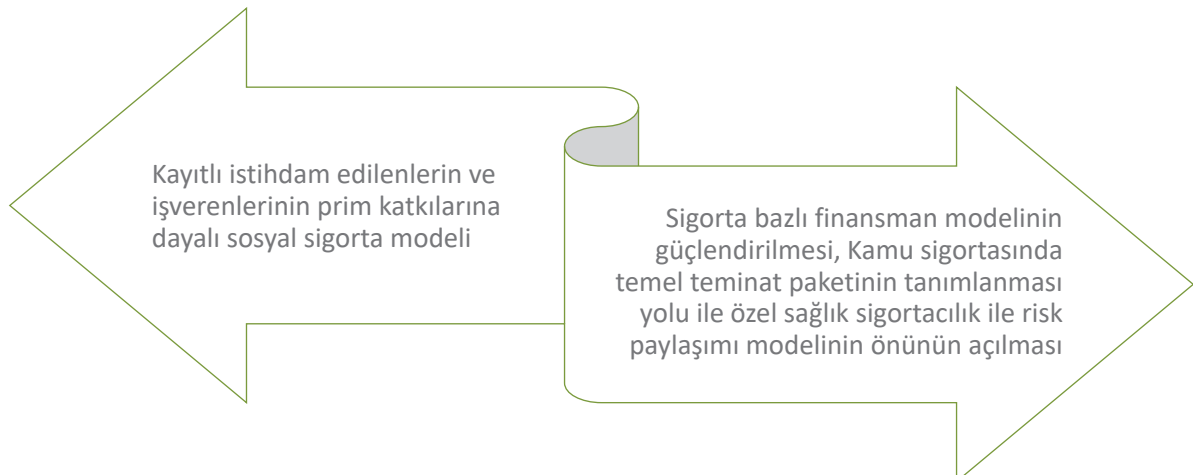 Kayıtlı istihdam edilenlerin ve
işverenlerinin prim katkılarına
dayalı sosyal sigorta modeli
Sigorta bazlı finansman modelinin
güçlendirilmesi, Kamu sigortasında
temel teminat paketinin tanımlanması
yolu ile özel sağlık sigortacılık ile risk
paylaşımı modelinin önünün açılması